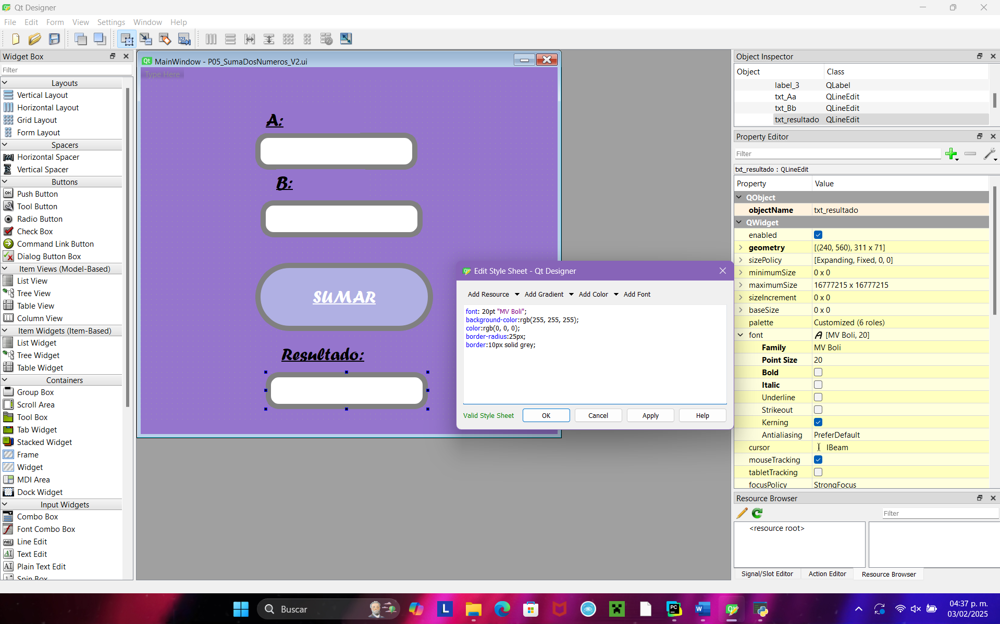 Qt Designer
File Edit Form View Settings Window Help
Widget Box
Filter
Layouts
Vertical Layout
Horizontal Layout
Grid Layout
Form Layout
Spacers
Horizontal Spacer
Vertical Spacer
Buttons
Push Button
Tool Button
Radio Button
Check Box
Command Link Button
Dialog Button Box
Item Views (Model-Based)
List View
Tree View
Table View
Column View
Item Widgets (Item-Based)
List Widget
Tree Widget
Table Widget
Containers
Group Box
Scroll Area
Tool Box
Tab Widget
Stacked Widget
Frame
Widget
MDI Area
Dock Widget
Input Widgets
Combo Box
Font Combo Box
Line Edit
Text Edit
Plain Text Edit
Spin Box
MainWindow - P05_SumaDosNumeros_V2.ui
Type Here
A:
B:
SUMAR
Resultado:
Edit Style Sheet - Qt Designer
Add Resource Add Gradient Add Color Add Font
font: 20pt "MV Boli";
background-color:rgb(255, 255, 255);
color:rgb(0, 0, 0);
border-radius:25px;
border:10px solid grey;
Valid Style Sheet OK Cancel Apply Help
Object Inspector
Object Class
label_3 QLabel
txt_Aa QLineEdit
txt_Bb QLineEdit
txt_resultado QLineEdit
Property Editor
Filter
txt_resultado : QLineEdit
Property Value
QObject
objectName txt_resultado
QWidget
enabled
geometry [(240, 560), 311 x 71]
sizePolicy [Expanding, Fixed, 0, 0]
minimumSize 0 x 0
maximumSize 16777215 x 16777215
sizeIncrement 0 x 0
baseSize 0 x 0
palette Customized (6 roles)
font A [MV Boli, 20]
Family MV Boli
Point Size 20
Bold
Italic
Underline
Strikeout
Kerning
Antialiasing PreferDefault
cursor IBeam
mouseTracking
tabletTracking
focusPolicy StrongFocus
Resource Browser
Filter
<resource root>
Signal/Slot Editor Action Editor Resource Browser
Buscar
04:37 p. m.
03/02/2025